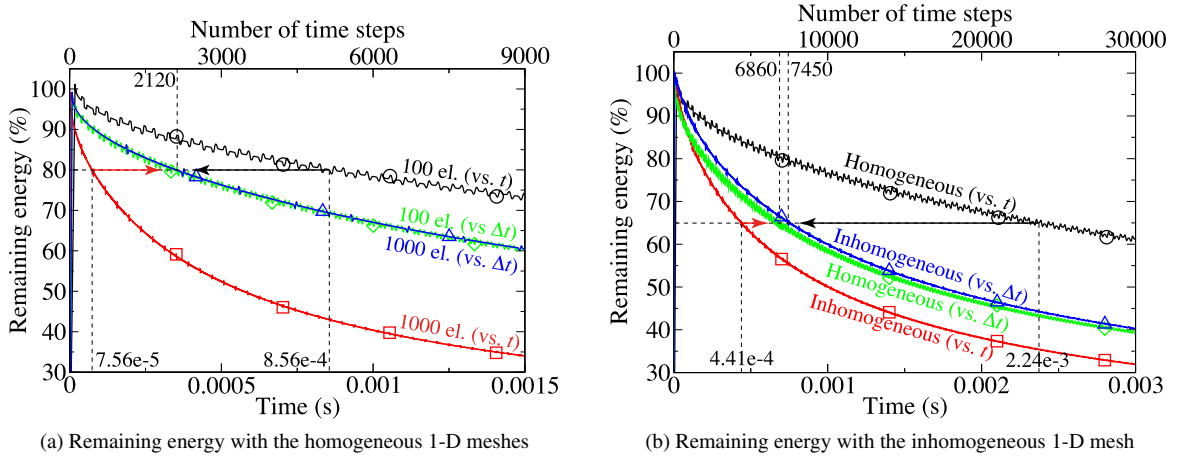 Number of time steps
0 3000 6000 9000
2120
100
90
80
70
60
50
40
30
Remaining energy (%)
100 el. (vs. t)
100 el. (vs Δt)
1000 el. (vs. Δt)
1000 el. (vs. t)
7.56e-5
8.56e-4
0 0.0005 0.001 0.0015
Time (s)
(a) Remaining energy with the homogeneous 1-D meshes
Number of time steps
0 10000 20000 30000
6860 7450
100
90
80
70
60
50
40
30
Remaining energy (%)
Homogeneous (vs. t)
Inhomogeneous (vs. Δt)
Homogeneous (vs. Δt)
Inhomogeneous (vs. t)
4.41e-4
2.24e-3
0 0.001 0.002 0.003
Time (s)
(b) Remaining energy with the inhomogeneous 1-D mesh